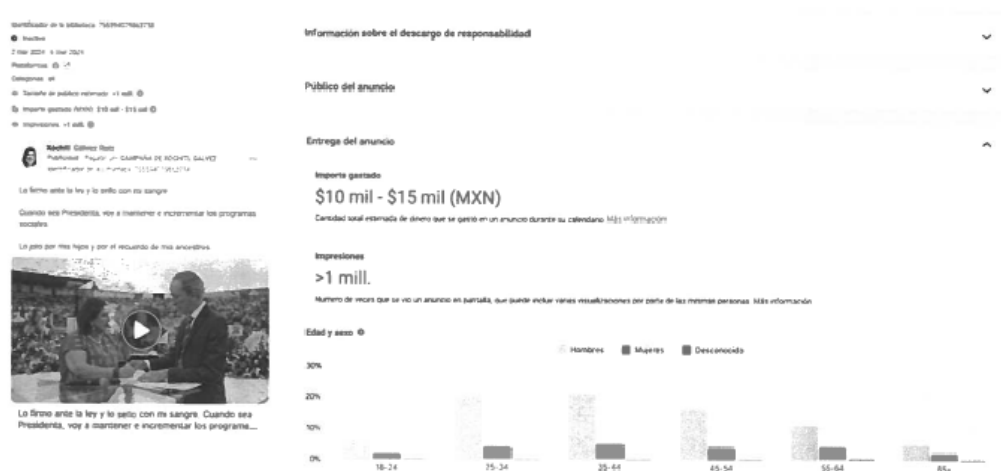 Identificador de la biblioteca:
Inactivo
Plataformas
Categorías
Tamaño de público estimado: >1 mill.
Importe gastado (MXN): $10 mil - $15 mil
Impresiones: >1 mill.
Xóchitl Gálvez Ruiz
Publicidad · Pagado por CAMPAÑA DE XÓCHITL GALVEZ
Lo firmo ante la ley y lo sello con mi sangre
Cuando sea Presidenta, voy a mantener e incrementar los programas
sociales
Lo juro por mis hijos y por el recuerdo de mis ancestros
Lo firmo ante la ley y lo sello con mi sangre. Cuando sea
Presidenta, voy a mantener e incrementar los programa...
Información sobre el descargo de responsabilidad
Público del anuncio
Entrega del anuncio
Importe gastado
$10 mil - $15 mil (MXN)
Cantidad total estimada de dinero que se gastó en un anuncio durante su calendario. Más información
Impresiones
>1 mill.
Número de veces que se vio un anuncio en pantalla, que puede incluir varias visualizaciones por parte de las mismas personas. Más información
Edad y sexo
Hombres Mujeres Desconocido
30%
20%
10%
0%
18-24 25-34 35-44 45-54 55-64 65+